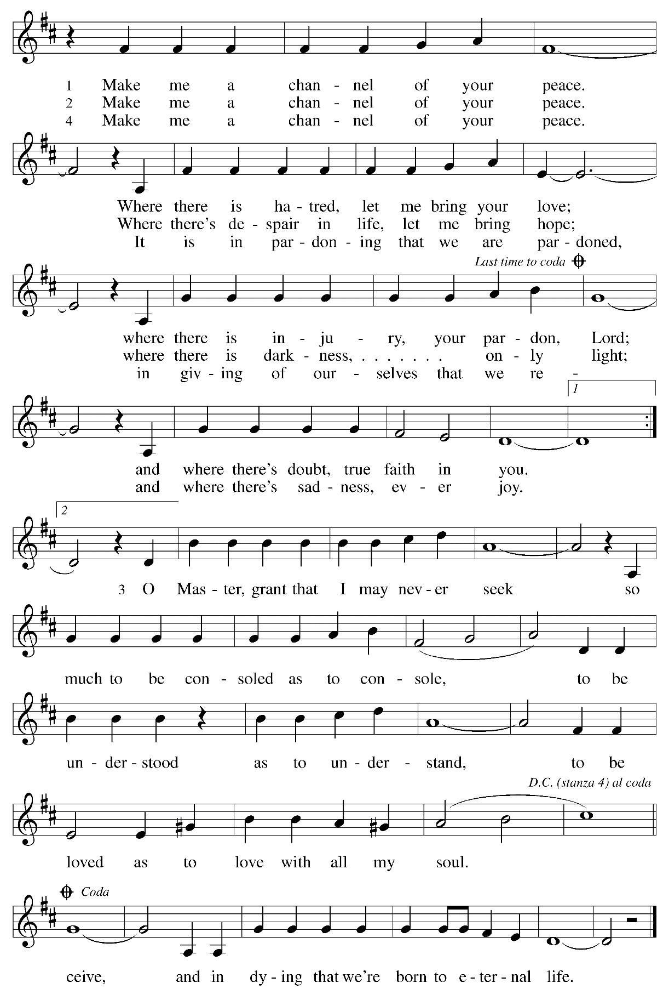 1 Make me a chan - nel of your peace.
2 Make me a chan - nel of your peace.
4 Make me a chan - nel of your peace.
Where there is ha - tred, let me bring your love;
Where there's de - spair in life, let me bring hope;
It is in par - don - ing that we are par - doned,
Last time to coda
where there is in - ju - ry, your par - don, Lord;
where there is dark - ness, . . . . . . . on - ly light;
in giv - ing of our - selves that we re -
1
and where there's doubt, true faith in you.
and where there's sad - ness, ev - er joy.
2
3 O Mas - ter, grant that I may nev - er seek so
much to be con - soled as to con - sole, to be
un - der - stood as to un - der - stand, to be
D.C. (stanza 4) al coda
loved as to love with all my soul.
Coda
ceive, and in dy - ing that we're born to e - ter - nal life.